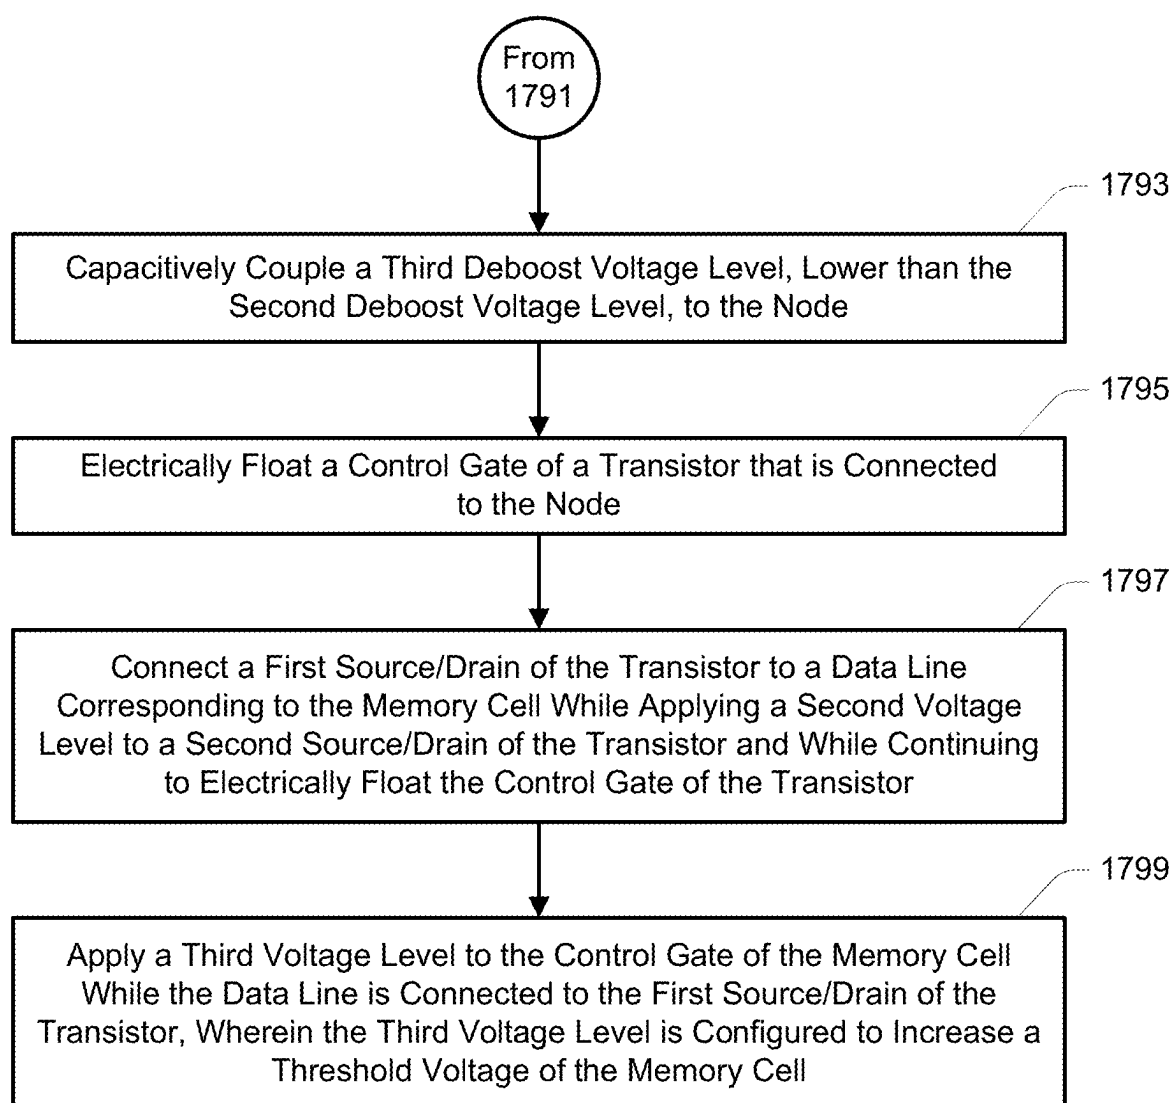 From
1791
1793
Capacitively Couple a Third Deboost Voltage Level, Lower than the
Second Deboost Voltage Level, to the Node
1795
Electrically Float a Control Gate of a Transistor that is Connected
to the Node
1797
Connect a First Source/Drain of the Transistor to a Data Line
Corresponding to the Memory Cell While Applying a Second Voltage
Level to a Second Source/Drain of the Transistor and While Continuing
to Electrically Float the Control Gate of the Transistor
1799
Apply a Third Voltage Level to the Control Gate of the Memory Cell
While the Data Line is Connected to the First Source/Drain of the
Transistor, Wherein the Third Voltage Level is Configured to Increase a
Threshold Voltage of the Memory Cell